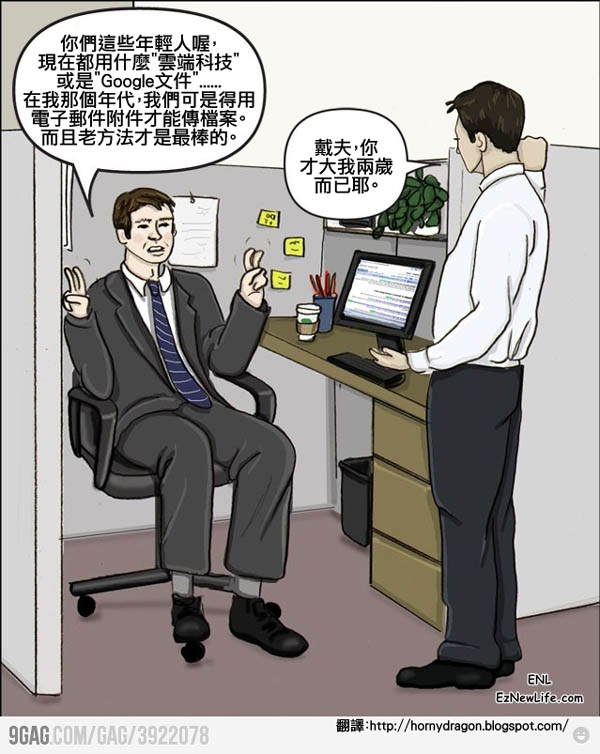 你們這些年輕人喔,
現在都用什麼"雲端科技"
或是"Google文件"......
在我那個年代,我們可是得用
電子郵件附件才能傳檔案。
而且老方法才是最棒的。
戴夫,你
才大我兩歲
而已耶。
ENL
EzNewLife.com
9GAG.COM/GAG/3922078
翻譯:http://hornydragon.blogspot.com/